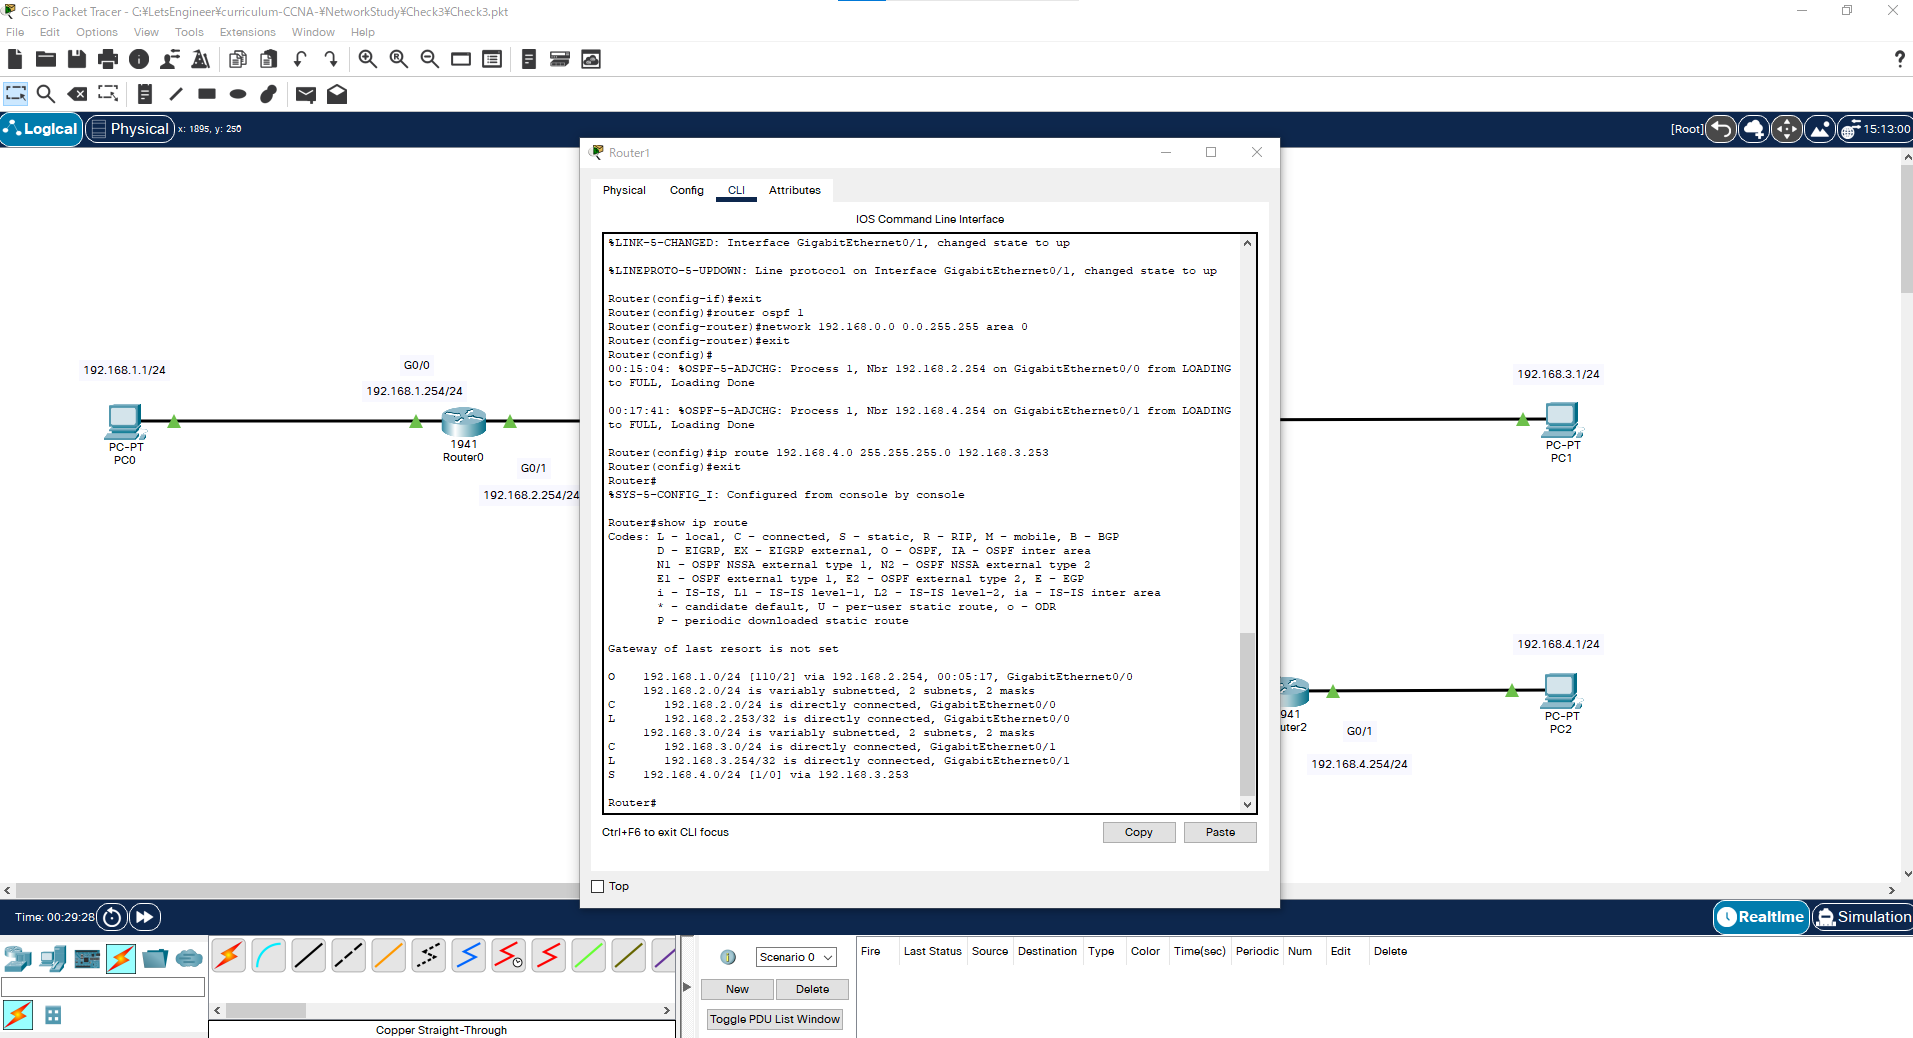 Cisco Packet Tracer - C:¥LetsEngineer¥curriculum-CCNA-¥NetworkStudy¥Check3¥Check3.pkt
File Edit Options View Tools Extensions Window Help
Logical Physical x: 1895, y: 250
[Root] 15:13:00
Router1
Physical Config CLI Attributes
IOS Command Line Interface
%LINK-5-CHANGED: Interface GigabitEthernet0/1, changed state to up
%LINEPROTO-5-UPDOWN: Line protocol on Interface GigabitEthernet0/1, changed state to up
Router(config-if)#exit
Router(config)#router ospf 1
Router(config-router)#network 192.168.0.0 0.0.255.255 area 0
Router(config-router)#exit
Router(config)#
00:15:04: %OSPF-5-ADJCHG: Process 1, Nbr 192.168.2.254 on GigabitEthernet0/0 from LOADING
to FULL, Loading Done
00:17:41: %OSPF-5-ADJCHG: Process 1, Nbr 192.168.4.254 on GigabitEthernet0/1 from LOADING
to FULL, Loading Done
Router(config)#ip route 192.168.4.0 255.255.255.0 192.168.3.253
Router(config)#exit
Router#
%SYS-5-CONFIG_I: Configured from console by console
Router#show ip route
Codes: L - local, C - connected, S - static, R - RIP, M - mobile, B - BGP
D - EIGRP, EX - EIGRP external, O - OSPF, IA - OSPF inter area
N1 - OSPF NSSA external type 1, N2 - OSPF NSSA external type 2
E1 - OSPF external type 1, E2 - OSPF external type 2, E - EGP
i - IS-IS, L1 - IS-IS level-1, L2 - IS-IS level-2, ia - IS-IS inter area
* - candidate default, U - per-user static route, o - ODR
P - periodic downloaded static route
Gateway of last resort is not set
O 192.168.1.0/24 [110/2] via 192.168.2.254, 00:05:17, GigabitEthernet0/0
192.168.2.0/24 is variably subnetted, 2 subnets, 2 masks
C 192.168.2.0/24 is directly connected, GigabitEthernet0/0
L 192.168.2.253/32 is directly connected, GigabitEthernet0/0
192.168.3.0/24 is variably subnetted, 2 subnets, 2 masks
C 192.168.3.0/24 is directly connected, GigabitEthernet0/1
L 192.168.3.254/32 is directly connected, GigabitEthernet0/1
S 192.168.4.0/24 [1/0] via 192.168.3.253
Router#
Ctrl+F6 to exit CLI focus
Copy Paste
Top
192.168.1.1/24
PC-PT
PC0
G0/0
192.168.1.254/24
1941
Router0
G0/1
192.168.2.254/24
192.168.3.1/24
PC-PT
PC1
192.168.4.1/24
PC-PT
PC2
941
uter2
G0/1
192.168.4.254/24
Time: 00:29:28
Realtime Simulation
Copper Straight-Through
Scenario 0
New Delete
Toggle PDU List Window
Fire Last Status Source Destination Type Color Time(sec) Periodic Num Edit Delete